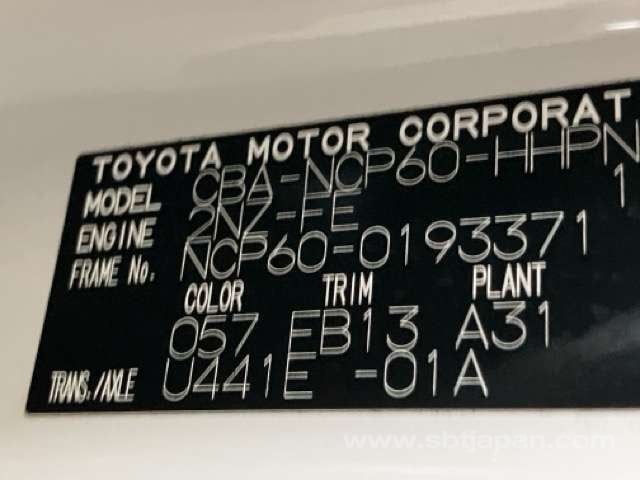 TOYOTA MOTOR CORPORAT
MODEL CBA-NCP60-HHPN
ENGINE 2NZ-FE 1
FRAME No. NCP60-0193371
COLOR TRIM PLANT
057 EB13 A31
TRANS./AXLE U441E -01A
www.sbtjapan.com